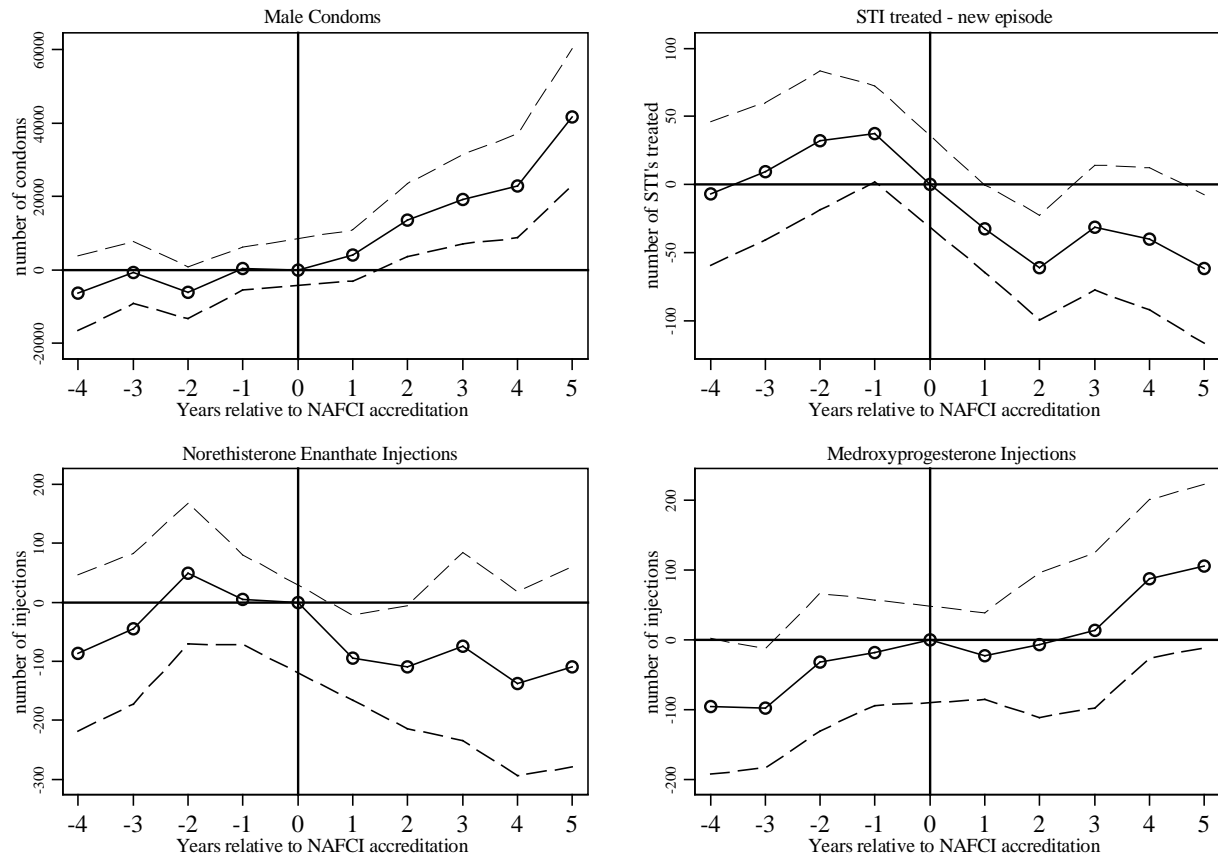 Male Condoms
number of condoms
60000
40000
20000
0
-20000
-4 -3 -2 -1 0 1 2 3 4 5
Years relative to NAFCI accreditation
STI treated - new episode
number of STI's treated
100
50
0
-50
-100
-4 -3 -2 -1 0 1 2 3 4 5
Years relative to NAFCI accreditation
Norethisterone Enanthate Injections
number of injections
200
100
0
-100
-200
-300
-4 -3 -2 -1 0 1 2 3 4 5
Years relative to NAFCI accreditation
Medroxyprogesterone Injections
number of injections
200
100
0
-100
-200
-4 -3 -2 -1 0 1 2 3 4 5
Years relative to NAFCI accreditation